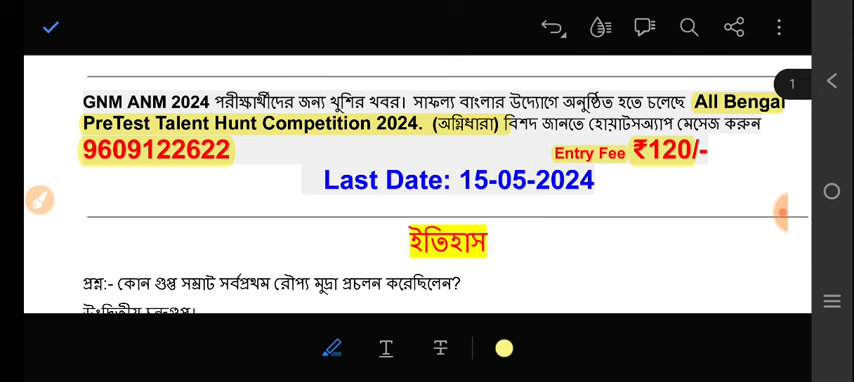 1
GNM ANM 2024 পরীক্ষার্থীদের জন্য খুশির খবর। সাফল্য বাংলার উদ্যোগে অনুষ্ঠিত হতে চলেছে All Bengal
PreTest Talent Hunt Competition 2024. (অগ্নিধারা) বিশদ জানতে হোয়াটসঅ্যাপ মেসেজ করুন
9609122622 Entry Fee ₹120/-
Last Date: 15-05-2024
ইতিহাস
প্রশ্ন:- কোন গুপ্ত সম্রাট সর্বপ্রথম রৌপ্য মুদ্রা প্রচলন করেছিলেন?
উঃদ্বিতীয় চন্দ্রগুপ্ত।
T T